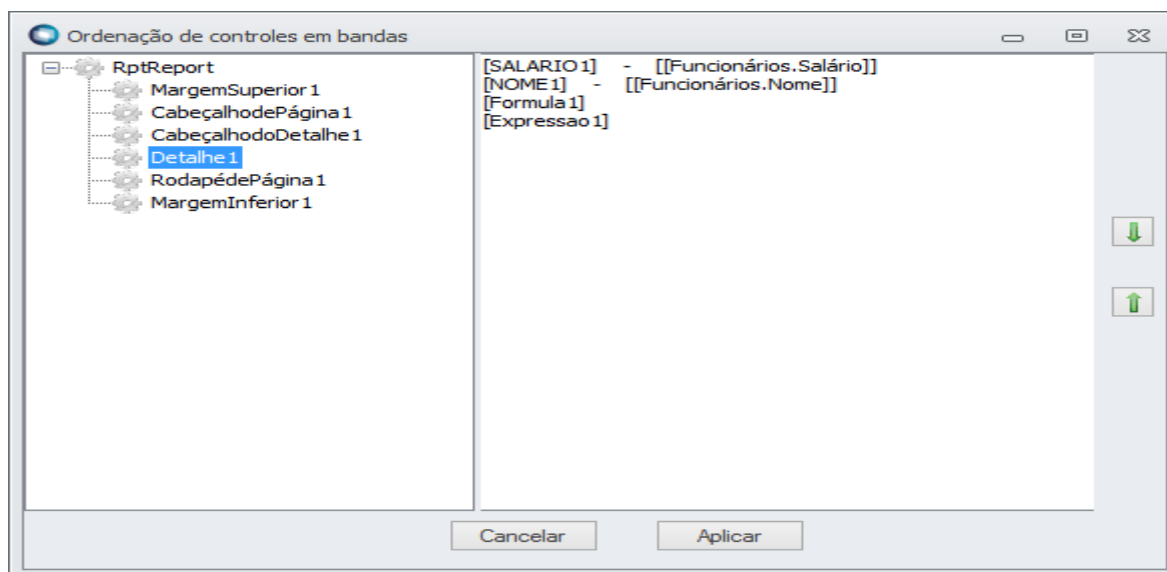 Ordenação de controles em bandas
RptReport
MargemSuperior1
CabeçalhodePágina1
CabeçalhodoDetalhe1
Detalhe1
RodapédePágina1
MargemInferior1
[SALARIO1] - [[Funcionários.Salário]]
[NOME1] - [[Funcionários.Nome]]
[Formula1]
[Expressao1]
Cancelar
Aplicar